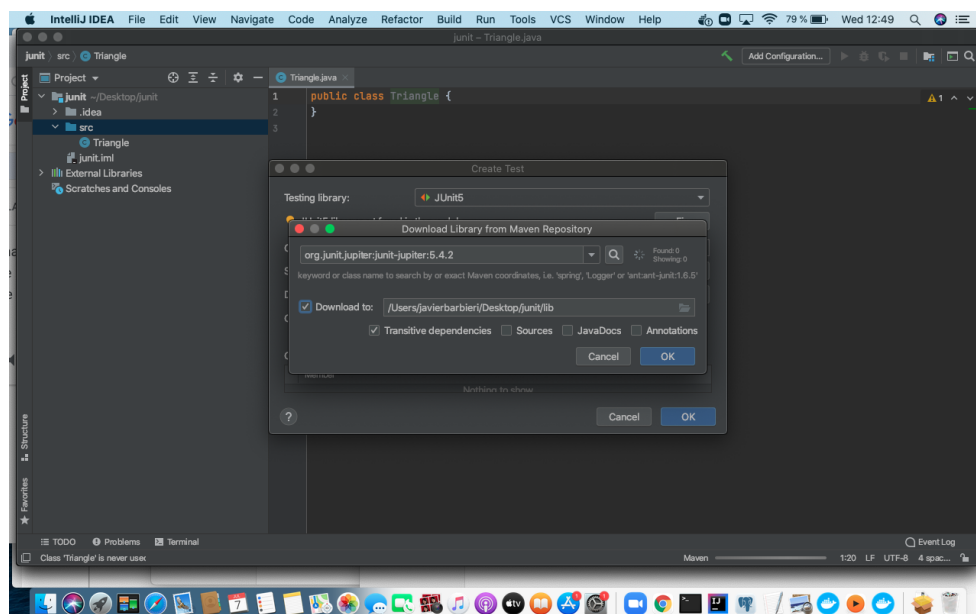 IntelliJ IDEA File Edit View Navigate Code Analyze Refactor Build Run Tools VCS Window Help 79 % Wed 12:49
junit – Triangle.java
junit src Triangle Add Configuration...
Project Project Triangle.java
junit ~/Desktop/junit
.idea
src
Triangle
junit.iml
External Libraries
Scratches and Consoles
1 public class Triangle { 1
2 }
3
Create Test
Testing library: JUnit5
Download Library from Maven Repository
org.junit.jupiter:junit-jupiter:5.4.2 Found: 0
Showing: 0
keyword or class name to search by or exact Maven coordinates, i.e. 'spring', 'Logger' or 'ant:ant-junit:1.6.5'
Download to: /Users/javierbarbieri/Desktop/junit/lib
Transitive dependencies Sources JavaDocs Annotations
Cancel OK
Nothing to show
? Cancel OK
Structure
Favorites
TODO Problems Terminal Event Log
Class 'Triangle' is never used Maven 1:20 LF UTF-8 4 spac...
7 tv